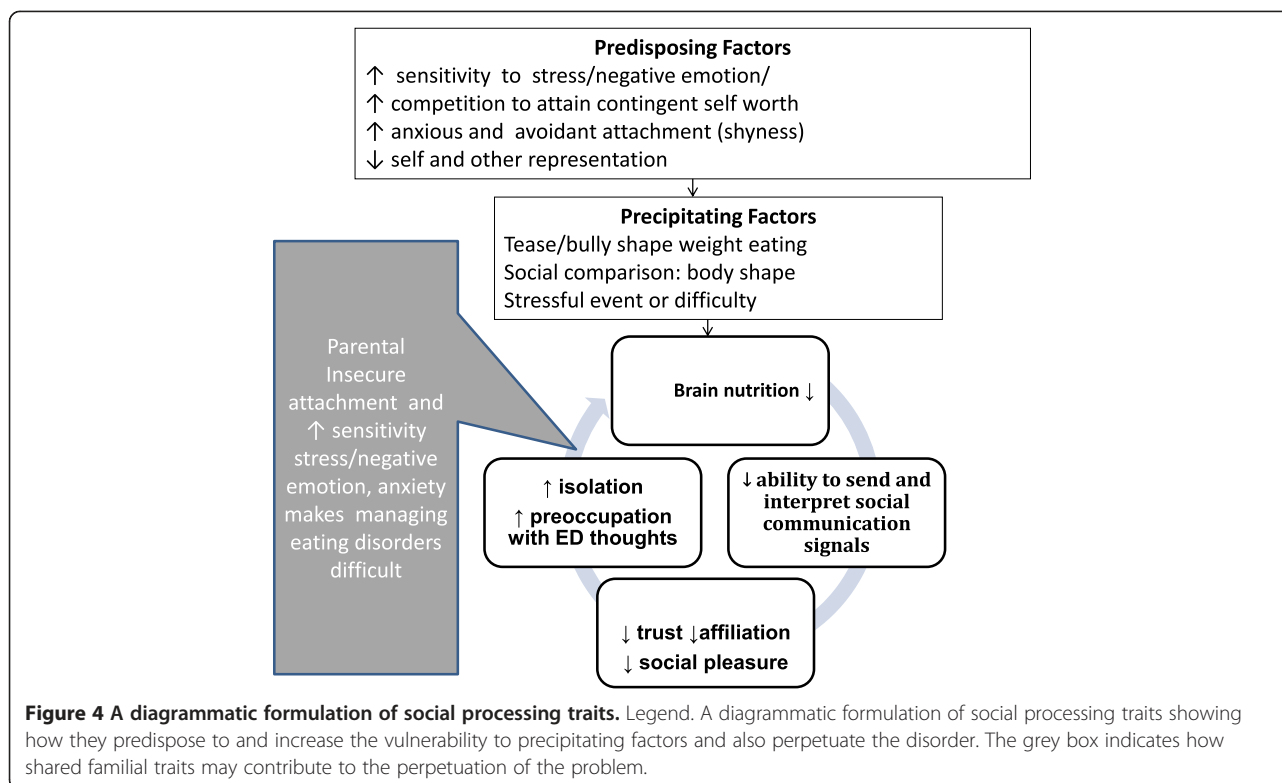 Predisposing Factors
↑ sensitivity to stress/negative emotion/
↑ competition to attain contingent self worth
↑ anxious and avoidant attachment (shyness)
↓ self and other representation
Precipitating Factors
Tease/bully shape weight eating
Social comparison: body shape
Stressful event or difficulty
Parental
Insecure
attachment and
↑ sensitivity
stress/negative
emotion, anxiety
makes managing
eating disorders
difficult
Brain nutrition ↓
↓ ability to send and
interpret social
communication
signals
↓ trust ↓affiliation
↓ social pleasure
↑ isolation
↑ preoccupation
with ED thoughts
Figure 4 A diagrammatic formulation of social processing traits. Legend. A diagrammatic formulation of social processing traits showing
how they predispose to and increase the vulnerability to precipitating factors and also perpetuate the disorder. The grey box indicates how
shared familial traits may contribute to the perpetuation of the problem.